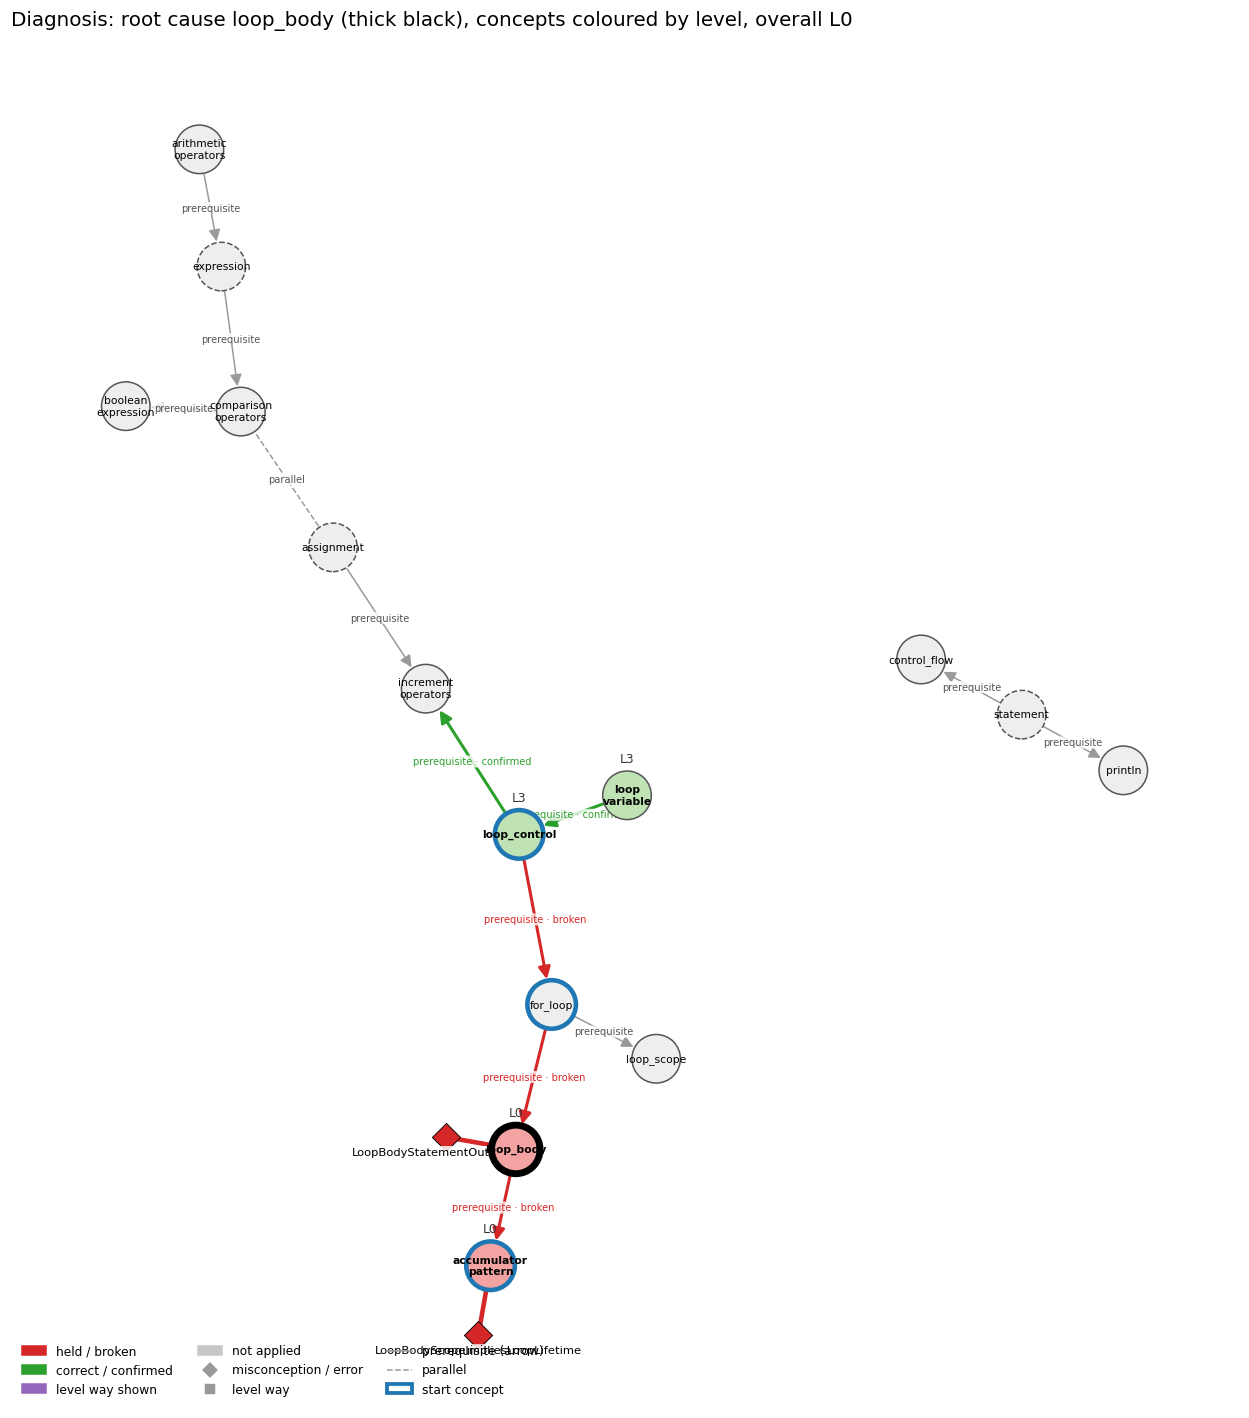 Diagnosis: root cause loop_body (thick black), concepts coloured by level, overall L0
arithmetic
operators
prerequisite
expression
prerequisite
boolean
expression
prerequisite
comparison
operators
parallel
assignment
prerequisite
increment
operators
control_flow
prerequisite
statement
prerequisite
println
prerequisite · confirmed
L3
loop
variable
L3
loop_control
prerequisite · broken
for_loop
prerequisite
loop_scope
prerequisite · broken
L0
loop_body
prerequisite · broken
L0
accumulator
pattern
held / broken
correct / confirmed
level way shown
not applied
misconception / error
level way
prerequisite (arrow)
parallel
start concept